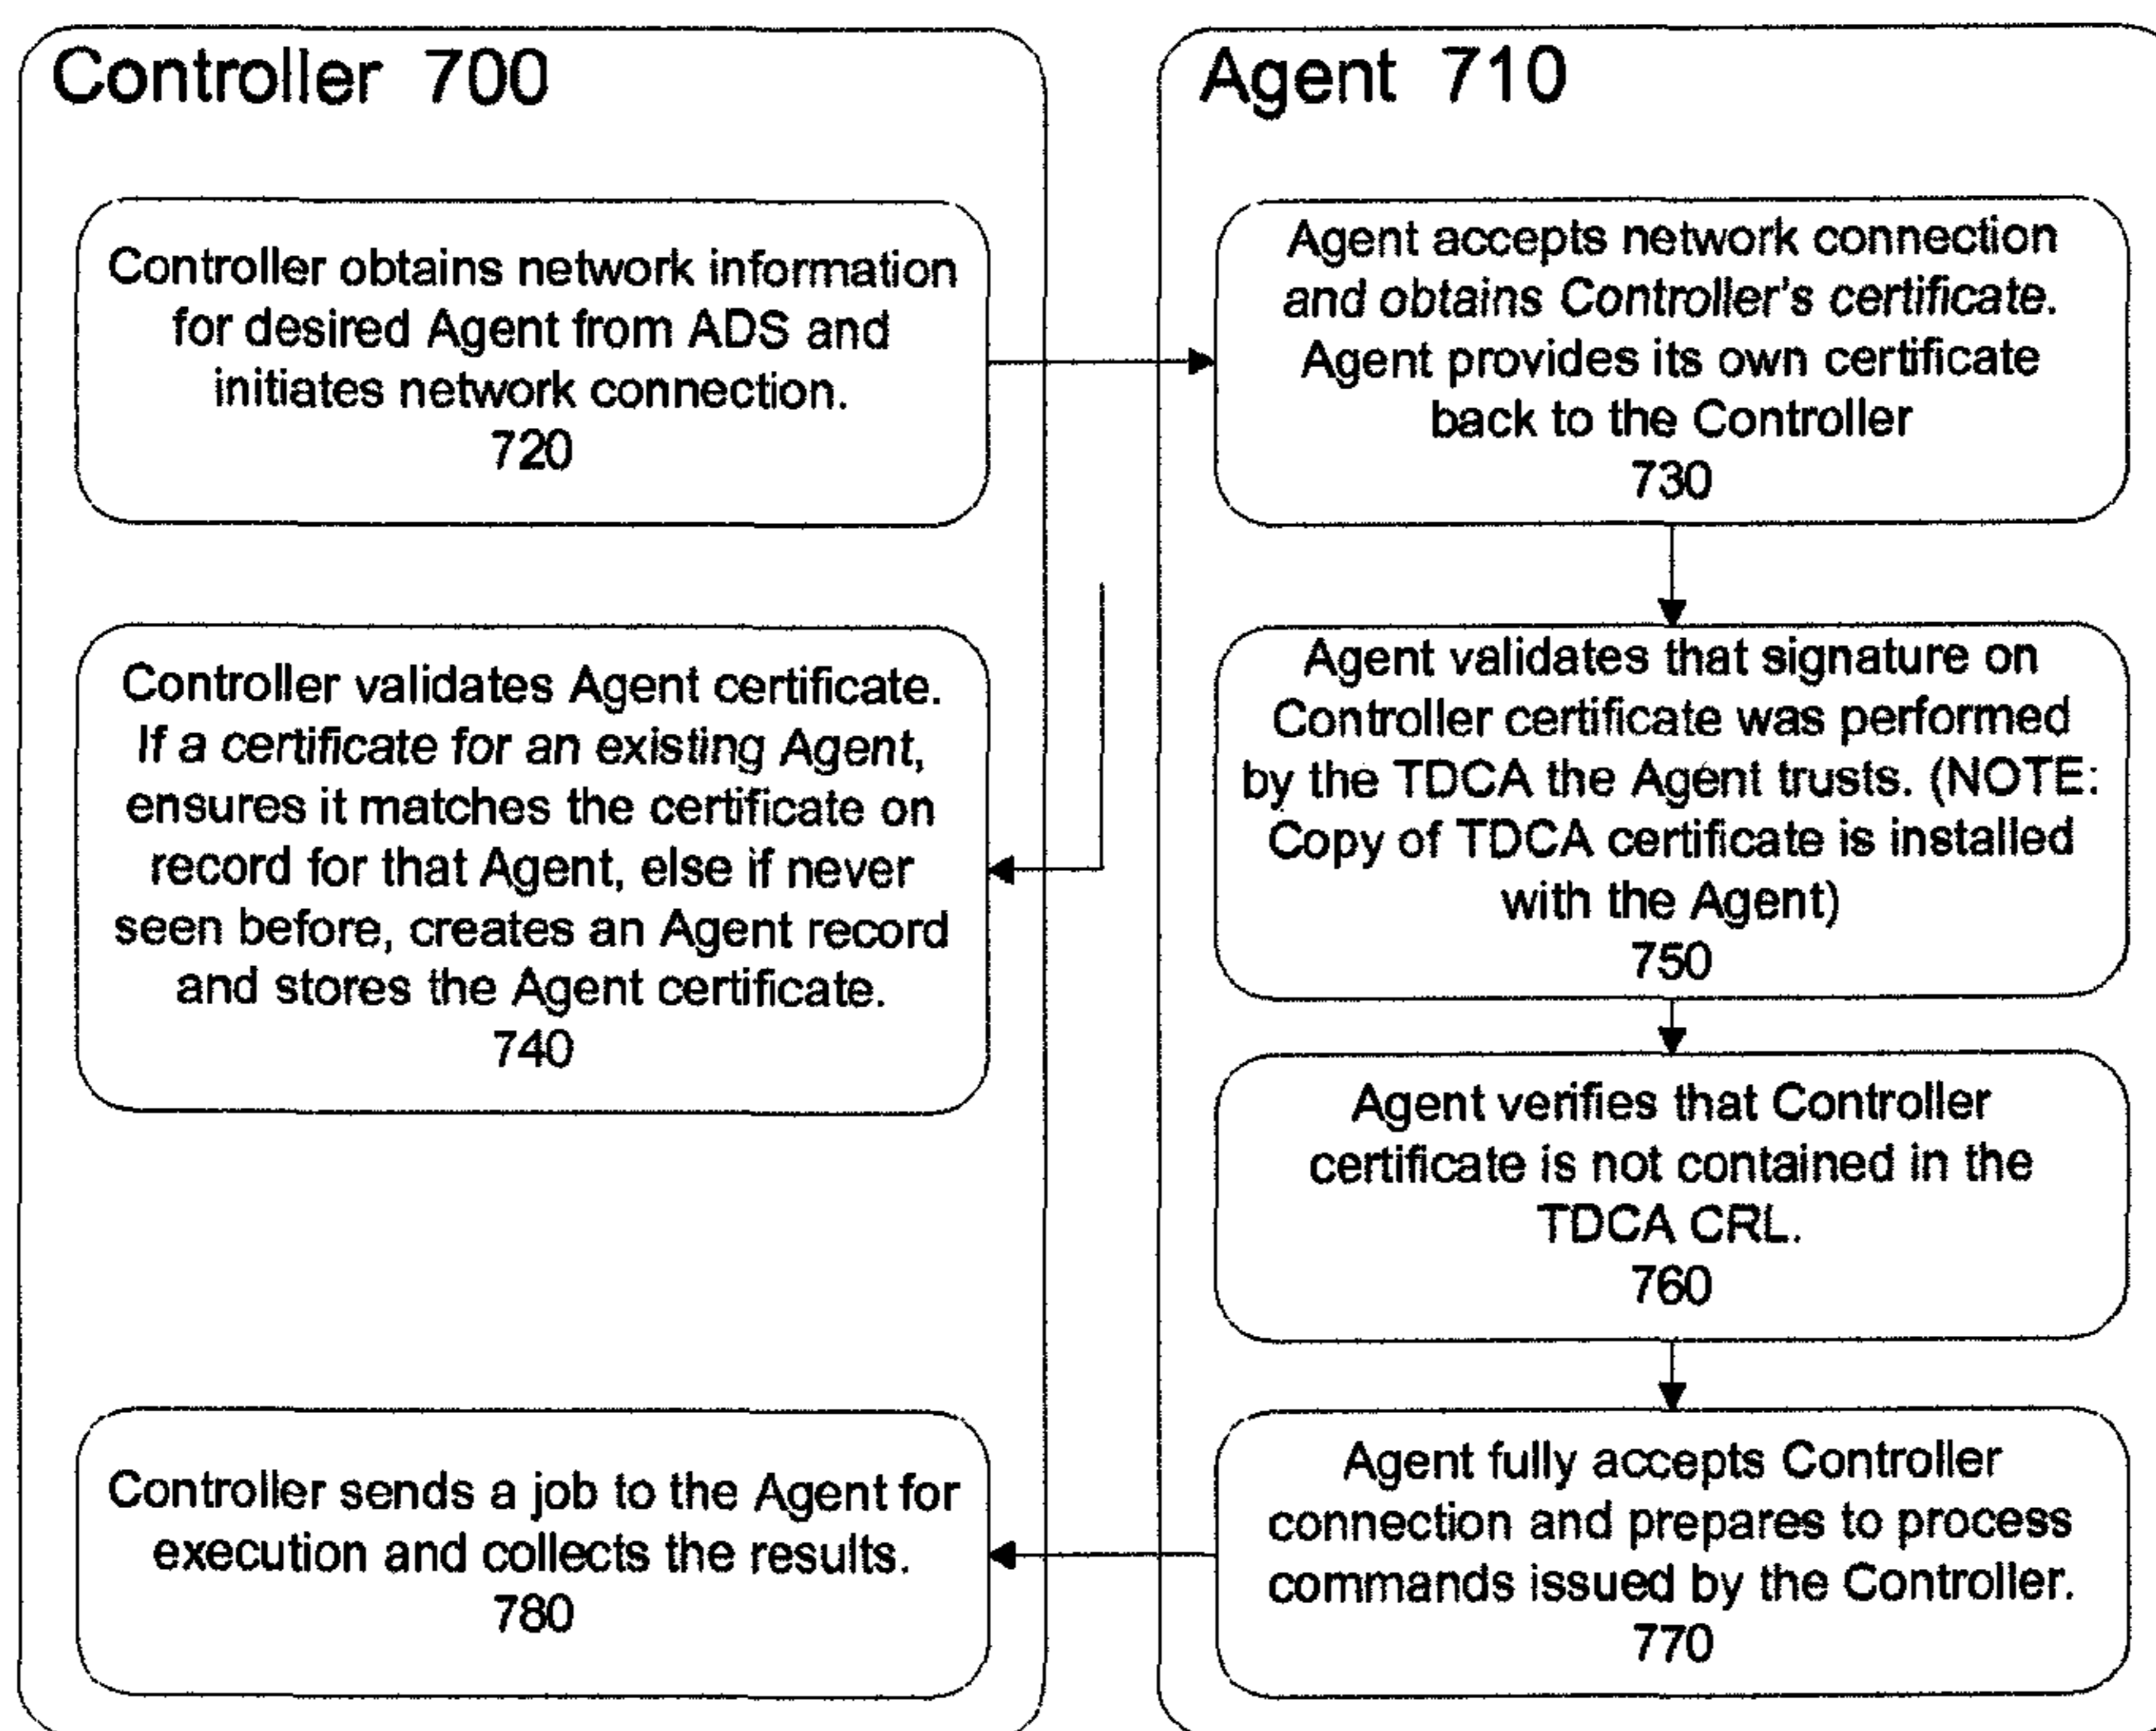 Controller 700
Controller obtains network information
for desired Agent from ADS and
initiates network connection.
720
Controller validates Agent certificate.
If a certificate for an existing Agent,
ensures it matches the certificate on
record for that Agent, else if never
seen before, creates an Agent record
and stores the Agent certificate.
740
Controller sends a job to the Agent for
execution and collects the results.
780
Agent 710
Agent accepts network connection
and obtains Controller's certificate.
Agent provides its own certificate
back to the Controller
730
Agent validates that signature on
Controller certificate was performed
by the TDCA the Agent trusts. (NOTE:
Copy of TDCA certificate is installed
with the Agent)
750
Agent verifies that Controller
certificate is not contained in the
TDCA CRL.
760
Agent fully accepts Controller
connection and prepares to process
commands issued by the Controller.
770